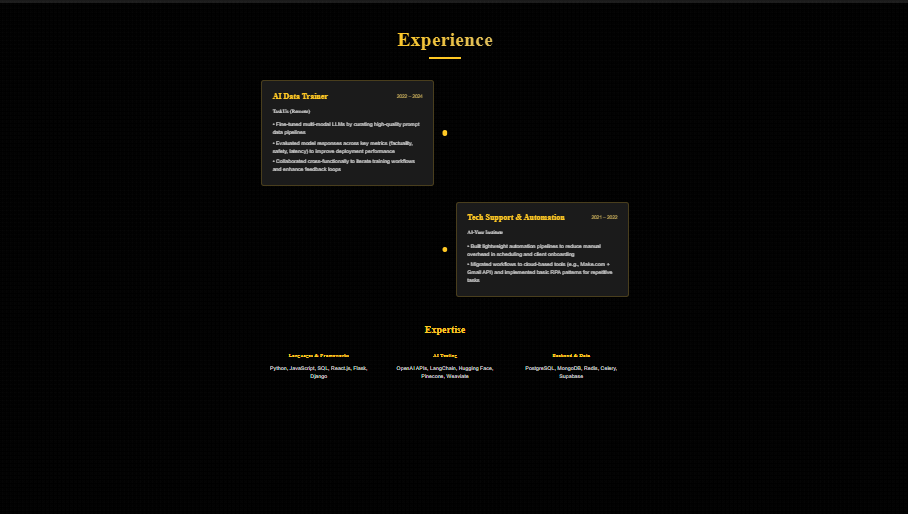 Experience
AI Data Trainer
2022 – 2024
TaskUs (Remote)
• Fine-tuned multi-model LLMs by curating high-quality prompt
data pipelines
• Evaluated model responses across key metrics (factuality,
safety, latency) to improve deployment performance
• Collaborated cross-functionally to iterate training workflows
and enhance feedback loops
Tech Support & Automation
2021 – 2022
Institute
• Built lightweight automation pipelines to reduce manual
overhead in scheduling and client onboarding
• Migrated workflows to cloud-based tools (e.g., Make.com +
Gmail API) and implemented basic RPA patterns for repetitive
tasks
Expertise
Languages & Frameworks
Python, JavaScript, SQL, React.js, Flask,
Django
AI Tooling
OpenAI APIs, LangChain, Hugging Face,
Pinecone, Weaviate
Backend & Data
PostgreSQL, MongoDB, Redis, Celery,
Supabase